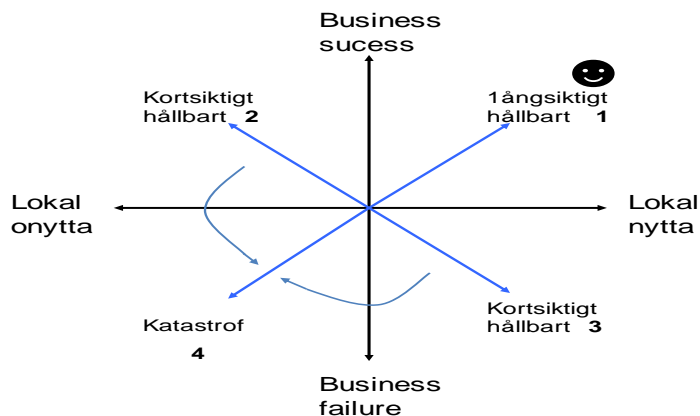 Business
sucess
Kortsiktigt
hållbart 2
1ångsiktigt
hållbart 1
Lokal
onytta
Lokal
nytta
Katastrof
4
Kortsiktigt
hållbart 3
Business
failure